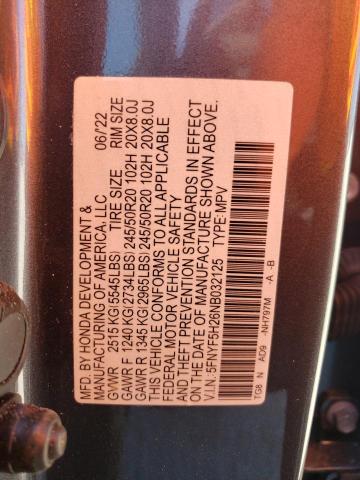 MFD. BY HONDA DEVELOPMENT &
MANUFACTURING OF AMERICA, LLC 06/'22
GVWR 2515 KG(5545LBS) TIRE SIZE RIM SIZE
GAWR F 1240 KG(2734LBS) 245/50R20 102H 20X8.0J
GAWR R 1345 KG(2965LBS) 245/50R20 102H 20X8.0J
THIS VEHICLE CONFORMS TO ALL APPLICABLE
FEDERAL MOTOR VEHICLE SAFETY
AND THEFT PREVENTION STANDARDS IN EFFECT
ON THE DATE OF MANUFACTURE SHOWN ABOVE.
V.I.N.: 5FNYF5H26NB032125 TYPE: MPV
TG8 N AD9 -NH797M -A -B